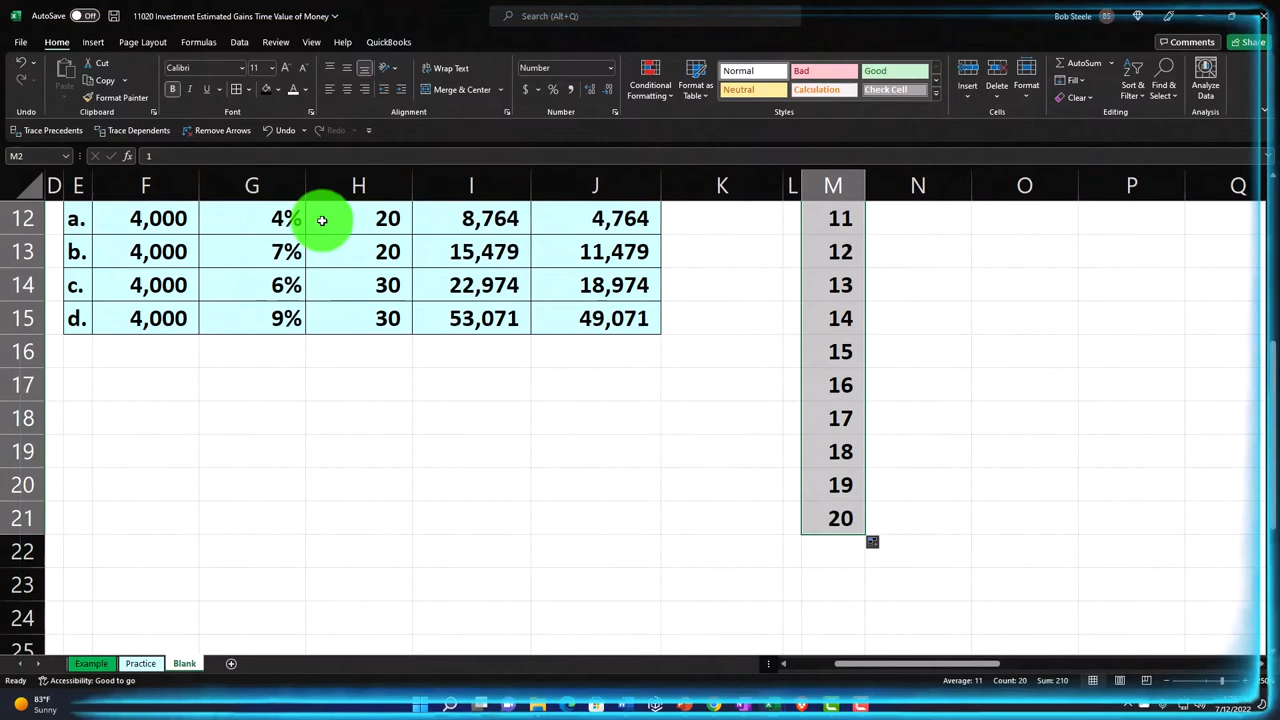 AutoSave Off 11020 Investment Estimated Gains Time Value of Money Search (Alt+Q) Bob Steele BS
File Home Insert Page Layout Formulas Data Review View Help QuickBooks Comments Share
Undo Paste Cut Copy Format Painter Clipboard
Calibri 11 B I U A Font
Wrap Text Merge & Center Alignment
Number $ % Number
Conditional Formatting Format as Table Normal Bad Good Neutral Calculation Check Cell Styles
Insert Delete Format Cells
AutoSum Fill Clear Sort & Filter Find & Select Editing
Analyze Data Analysis
Trace Precedents Trace Dependents Remove Arrows Undo Redo
M2 fx 1
D E F G H I J K L M N O P Q
12 a. 4,000 4% 20 8,764 4,764 11
13 b. 4,000 7% 20 15,479 11,479 12
14 c. 4,000 6% 30 22,974 18,974 13
15 d. 4,000 9% 30 53,071 49,071 14
16 15
17 16
18 17
19 18
20 19
21 20
22
23
24
25
Example Practice Blank
Ready Accessibility: Good to go Average: 11 Count: 20 Sum: 210
83°F
Sunny
7/12/2022